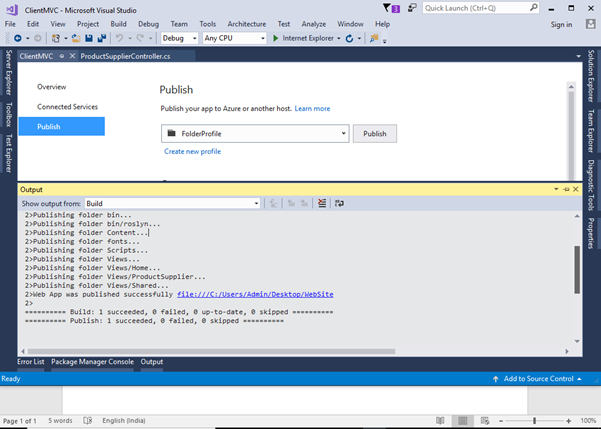 ClientMVC - Microsoft Visual Studio
3
Quick Launch (Ctrl+Q)
File Edit View Project Build Debug Team Tools Architecture Test Analyze Window Help
Sign in
Debug Any CPU Internet Explorer
ClientMVC ProductSupplierController.cs
Server Explorer
Toolbox
Test Explorer
Overview
Connected Services
Publish
Publish
Publish your app to Azure or another host. Learn more
FolderProfile Publish
Create new profile
Solution Explorer
Team Explorer
Diagnostic Tools
Properties
Output
Show output from: Build
2>Publishing folder bin...
2>Publishing folder bin/roslyn...
2>Publishing folder Content...
2>Publishing folder fonts...
2>Publishing folder Scripts...
2>Publishing folder Views...
2>Publishing folder Views/Home...
2>Publishing folder Views/ProductSupplier...
2>Publishing folder Views/Shared...
2>Web App was published successfully file:///C:/Users/Admin/Desktop/WebSite
2>
========== Build: 1 succeeded, 0 failed, 0 up-to-date, 0 skipped ==========
========== Publish: 1 succeeded, 0 failed, 0 skipped ==========
Error List Package Manager Console Output
Ready Add to Source Control
Page 1 of 1 5 words English (India) 100%